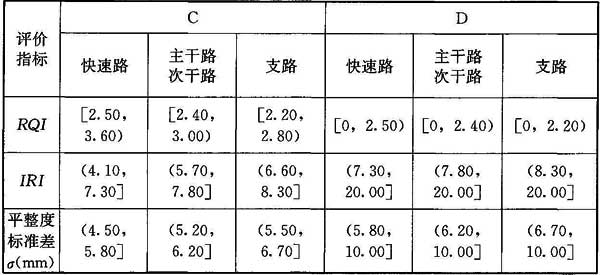 评价
指标
C
D
快速路
主干路
次干路
支路
快速路
主干路
次干路
支路
RQI
[2.50,
3.60)
[2.40,
3.00)
[2.20,
2.80)
[0, 2.50)
[0, 2.40)
[0, 2.20)
IRI
(4.10,
7.30]
(5.70,
7.80]
(6.60,
8.30]
(7.30,
20.00]
(7.80,
20.00]
(8.30,
20.00]
平整度
标准差
σ(mm)
(4.50,
5.80]
(5.20,
6.20]
(5.50,
6.70]
(5.80,
10.00]
(6.20,
10.00]
(6.70,
10.00]